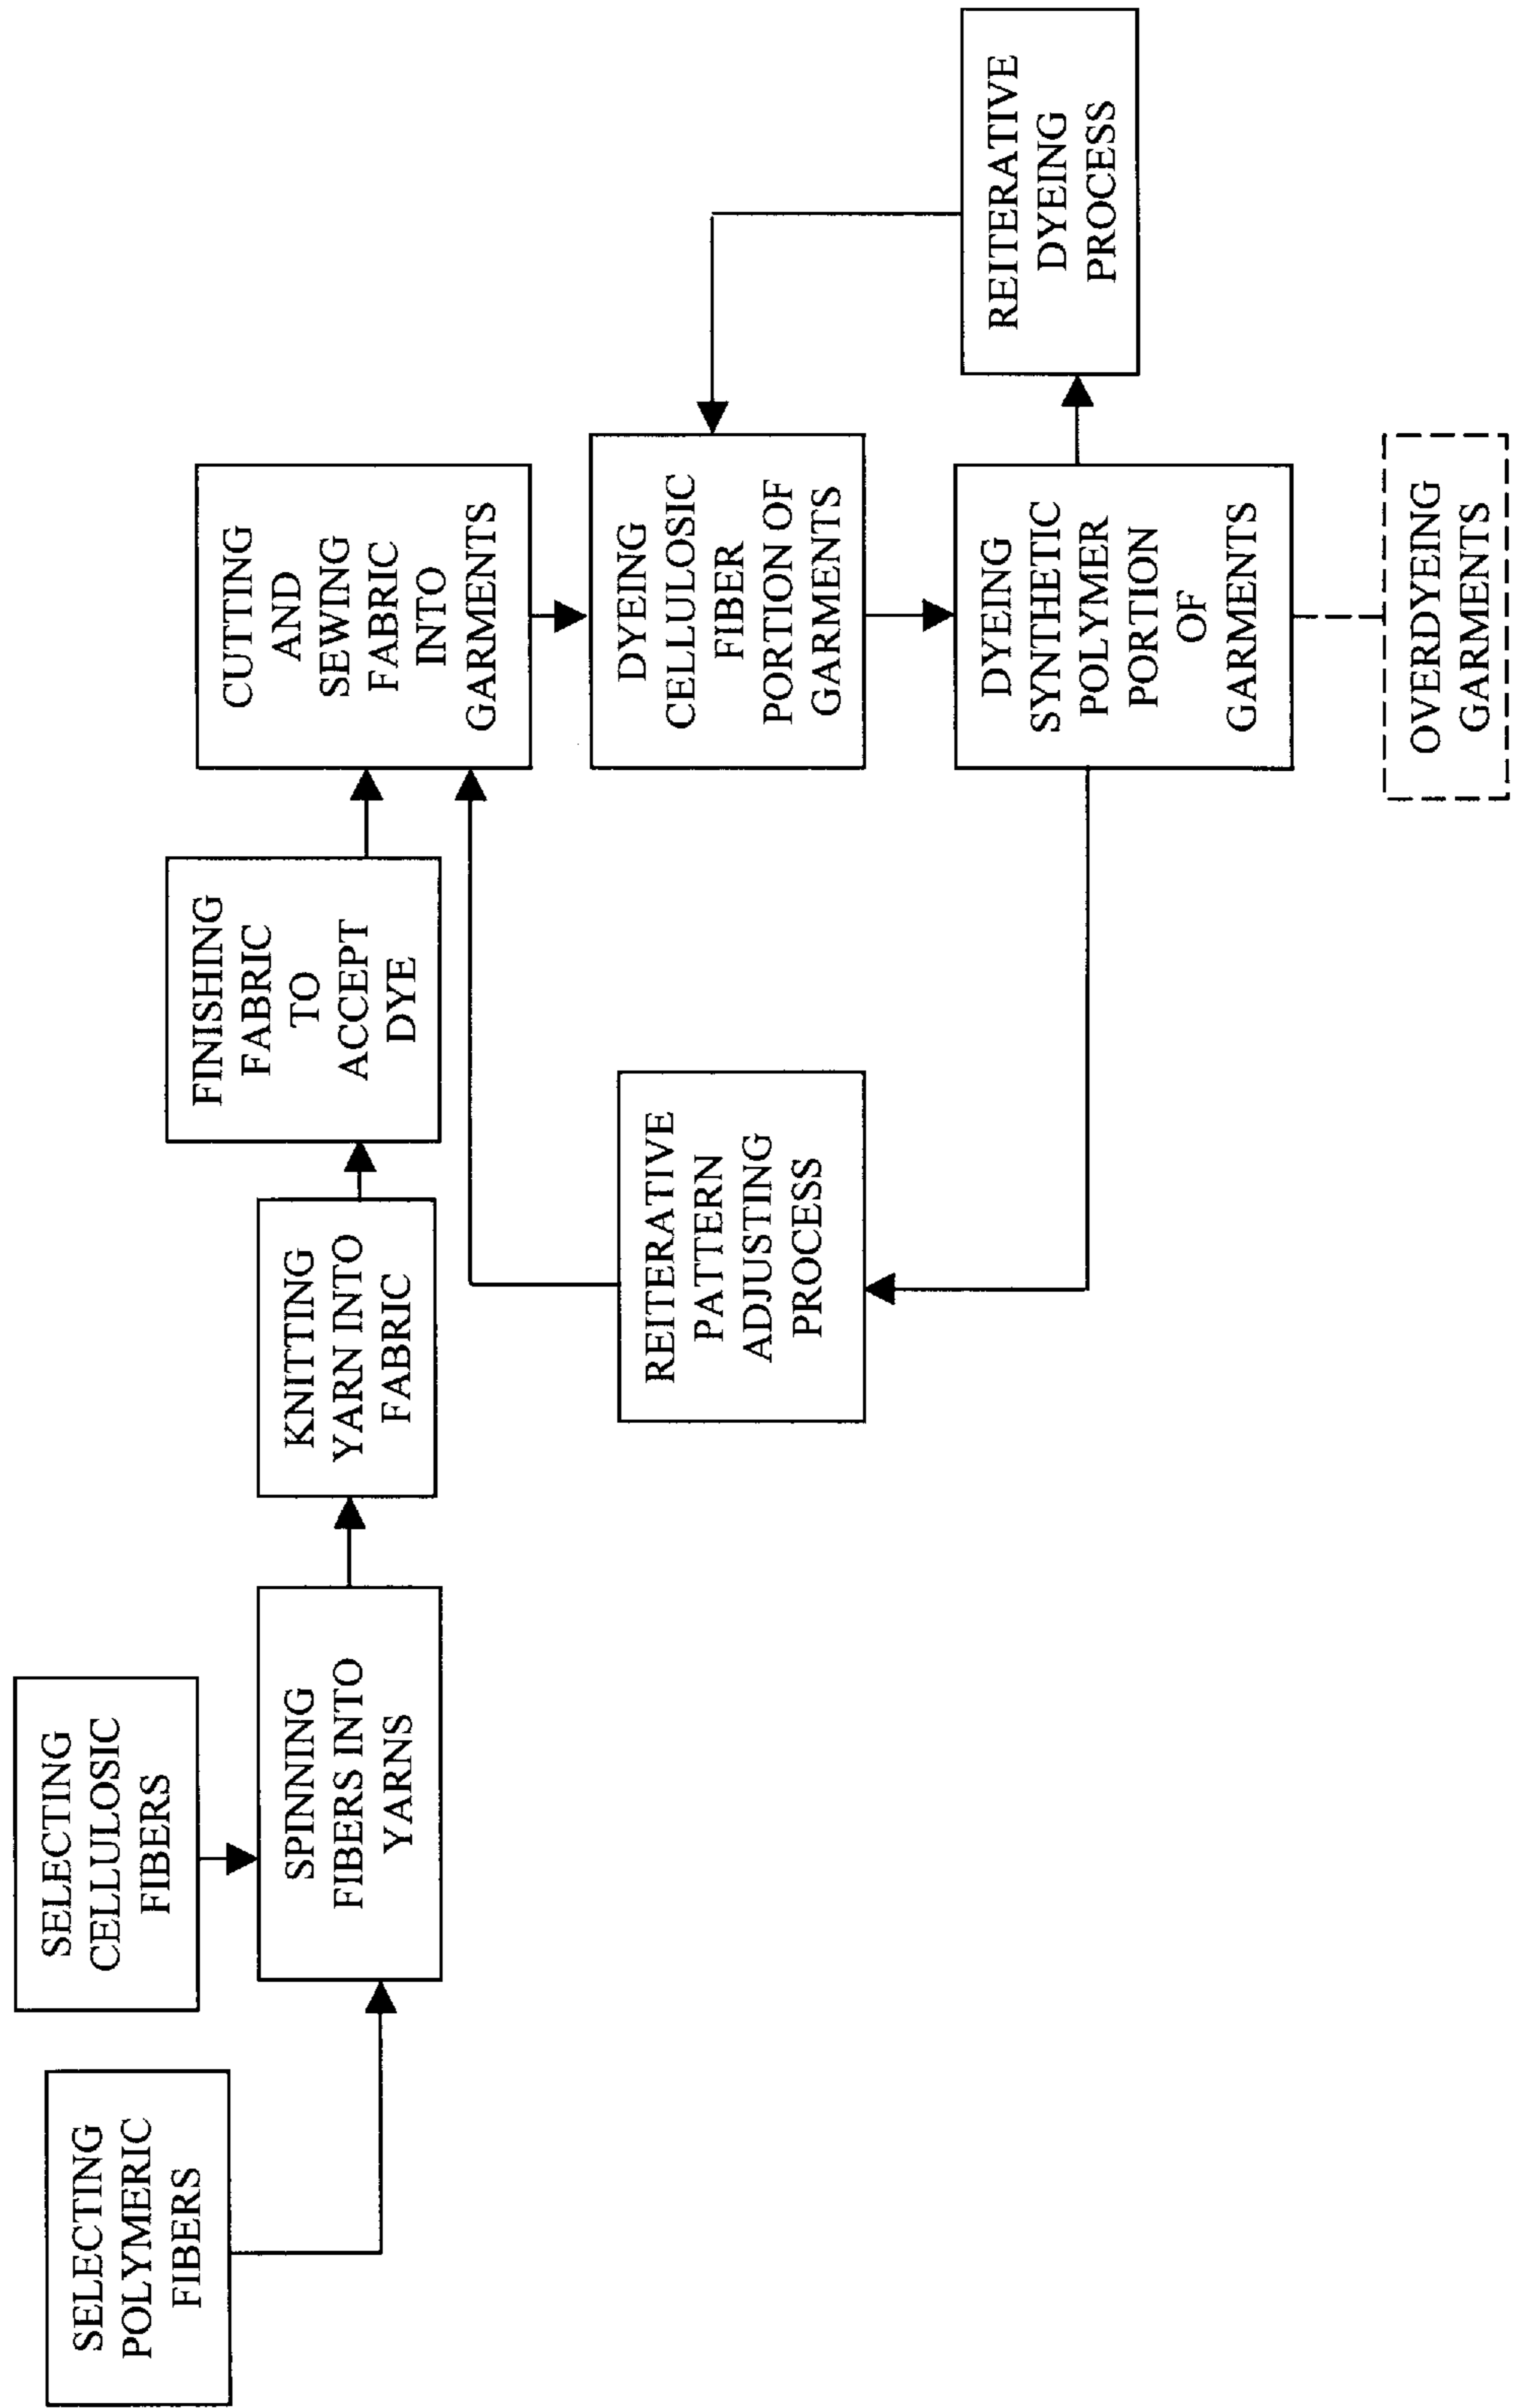 SELECTING
POLYMERIC
FIBERS
SELECTING
CELLULOSIC
FIBERS
SPINNING
FIBERS INTO
YARNS
KNITTING
YARN INTO
FABRIC
FINISHING
FABRIC
TO
ACCEPT
DYE
CUTTING
AND
SEWING
FABRIC
INTO
GARMENTS
REITERATIVE
PATTERN
ADJUSTING
PROCESS
DYEING
CELLULOSIC
FIBER
PORTION OF
GARMENTS
DYEING
SYNTHETIC
POLYMER
PORTION
OF
GARMENTS
REITERATIVE
DYEING
PROCESS
OVERDYEING
GARMENTS